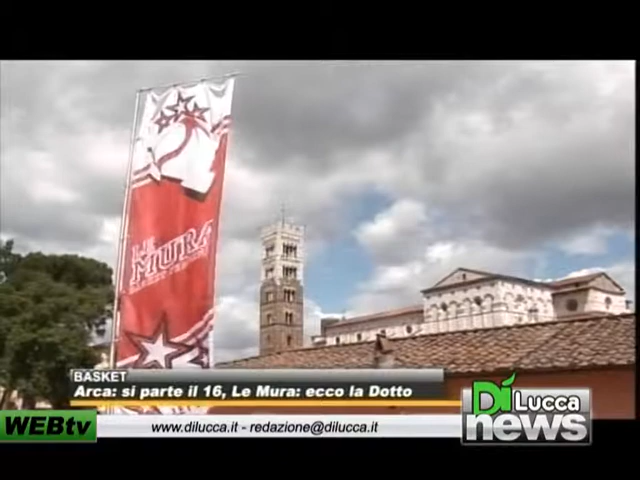 LE
MURA
BASKET
Arca: si parte il 16, Le Mura: ecco la Dotto
WEBtv
www.dilucca.it - redazione@dilucca.it
Di Lucca
news